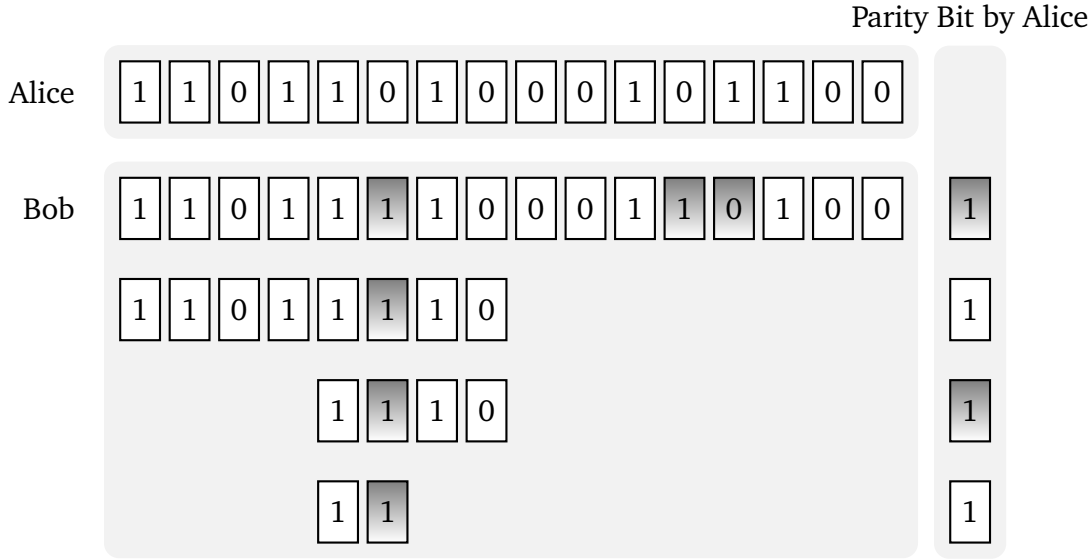 Parity Bit by Alice
Alice 1 1 0 1 1 0 1 0 0 0 1 0 1 1 0 0
Bob 1 1 0 1 1 1 1 0 0 0 1 1 0 1 0 0 1
1 1 0 1 1 1 1 0 1
1 1 1 0 1
1 1 1